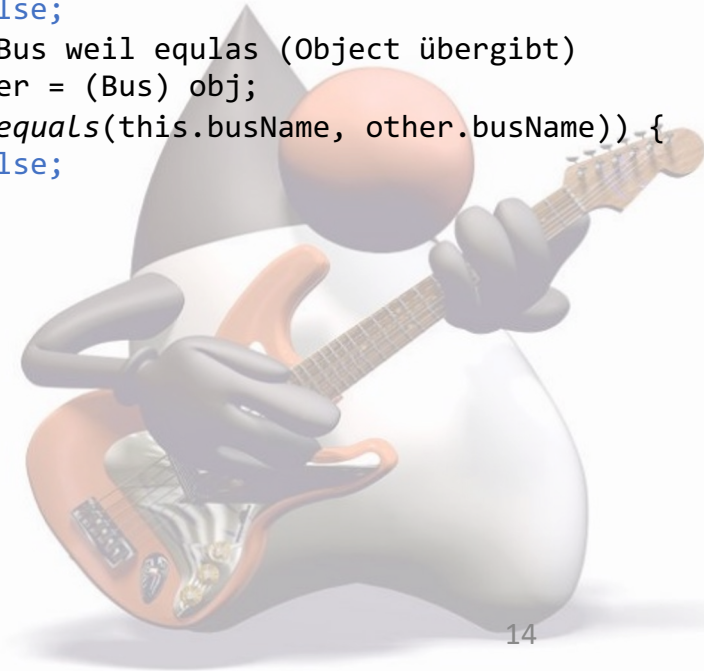 lse;
Bus weil equlas (Object übergibt)
er = (Bus) obj;
equals(this.busName, other.busName)) {
lse;
14